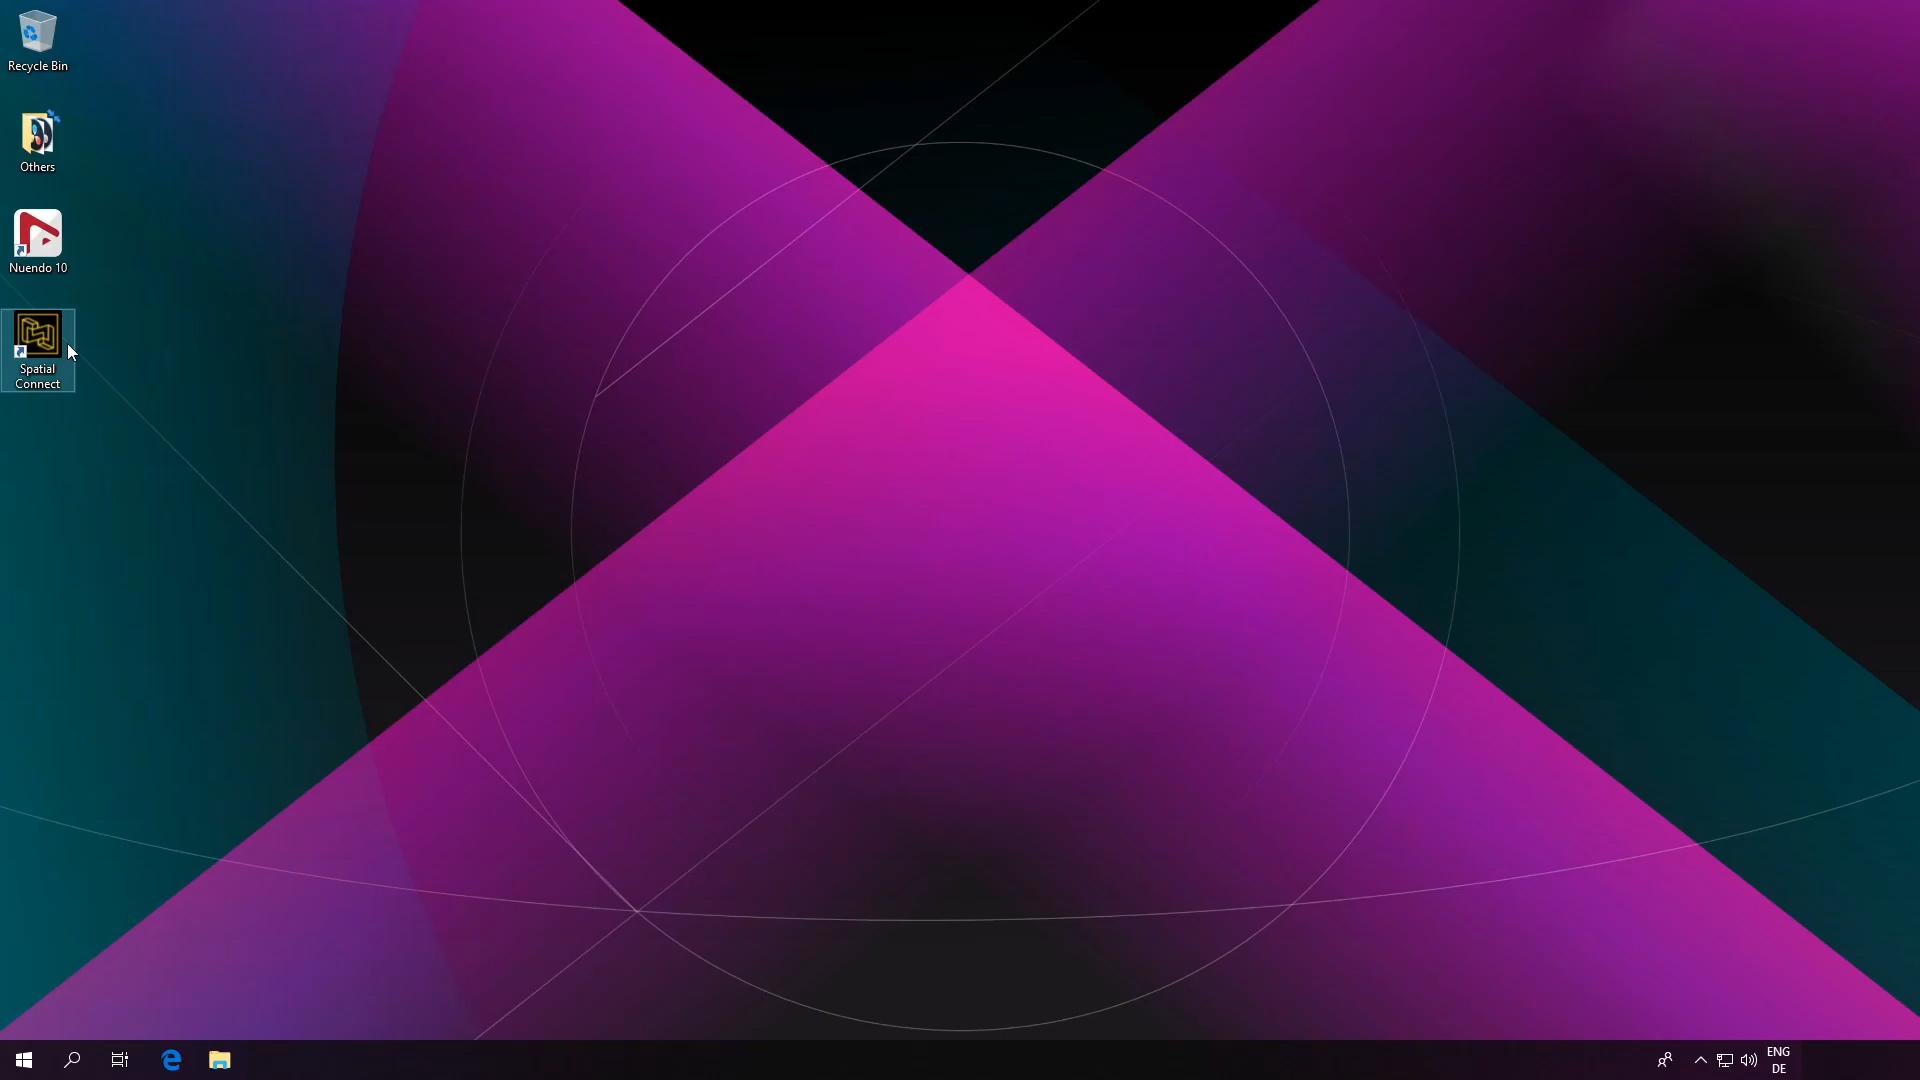 Recycle Bin
Others
Nuendo 10
Spatial
Connect
ENG
DE